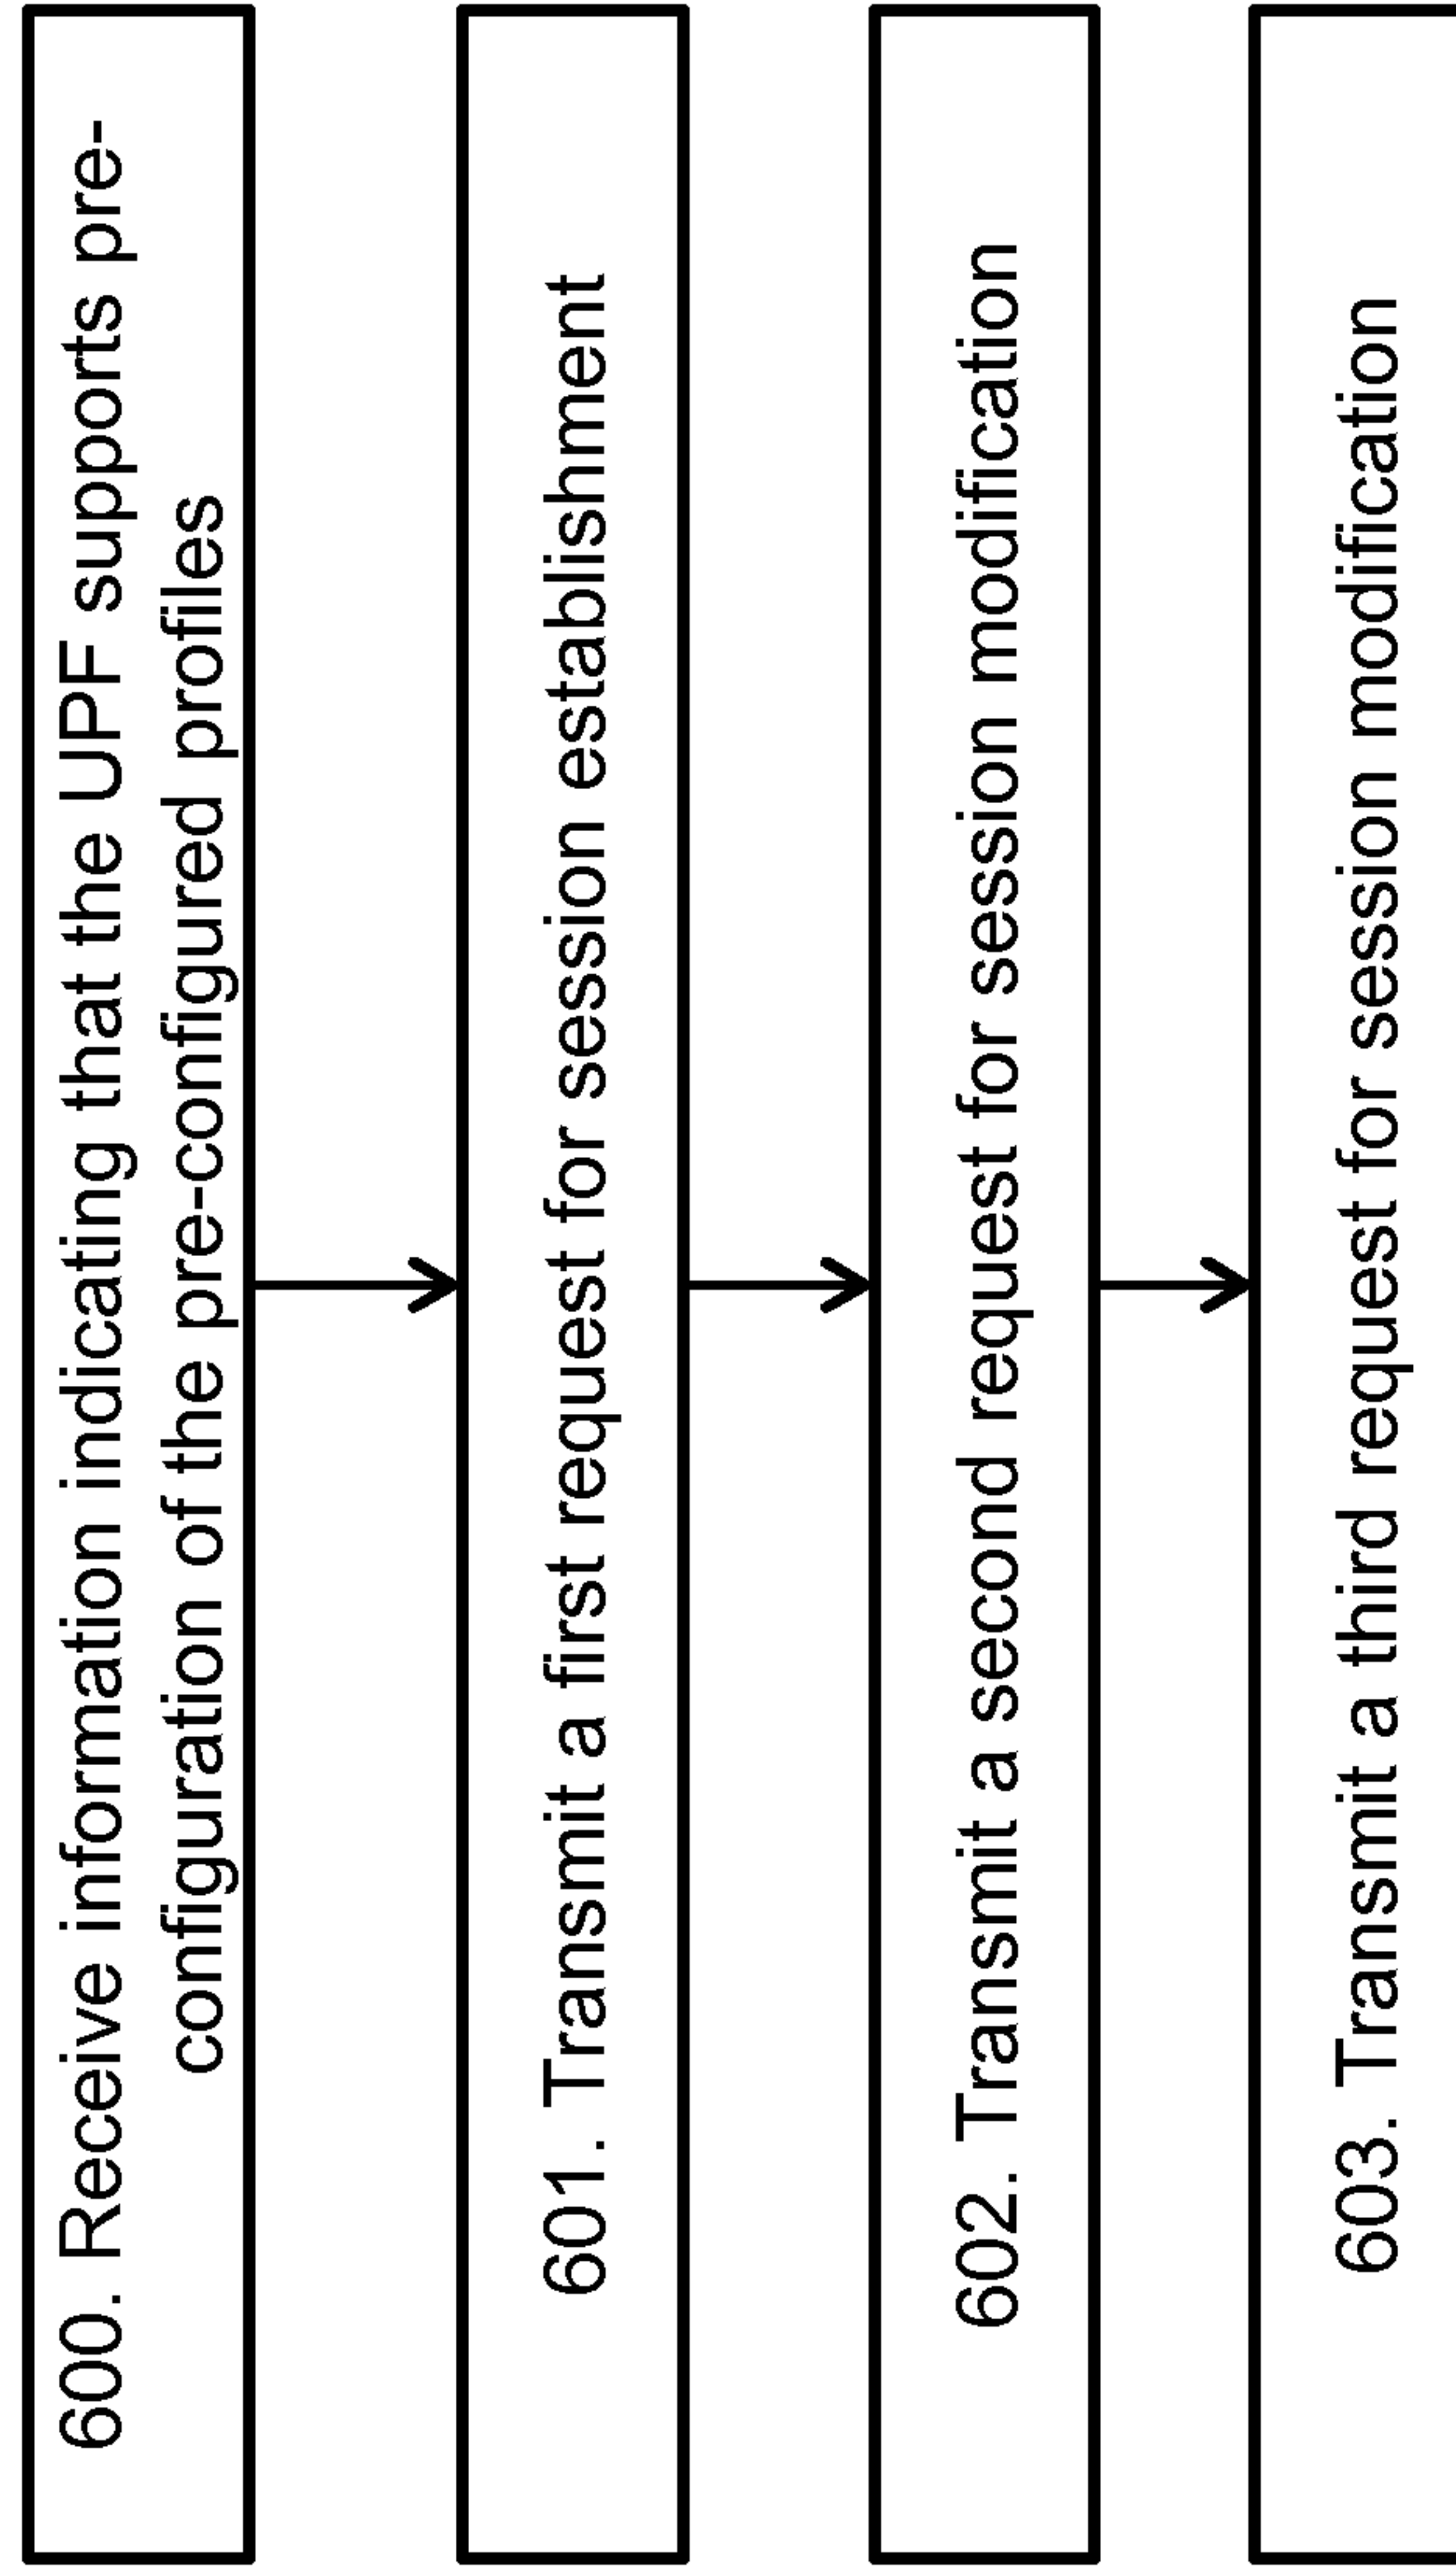 600. Receive information indicating that the UPF supports pre-
configuration of the pre-configured profiles
601. Transmit a first request for session establishment
602. Transmit a second request for session modification
603. Transmit a third request for session modification